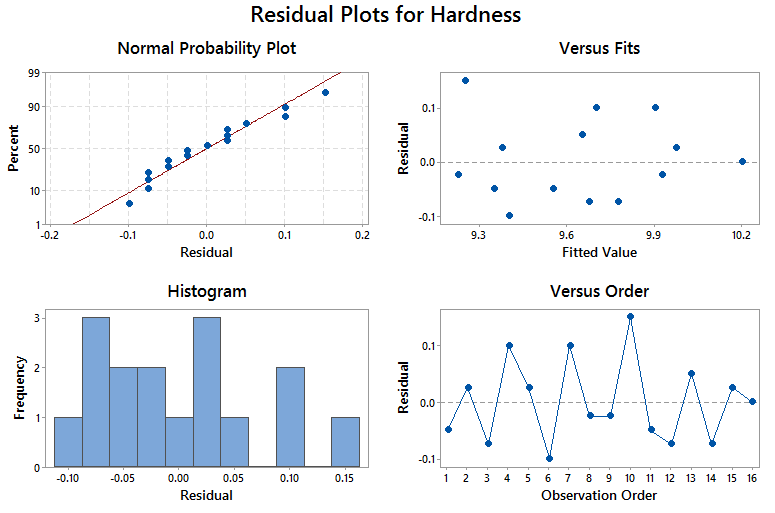 Residual Plots for Hardness
Normal Probability Plot
99
90
50
10
1
Percent
-0.2 -0.1 0.0 0.1 0.2
Residual
Versus Fits
0.1
0.0
-0.1
Residual
9.3 9.6 9.9 10.2
Fitted Value
Histogram
3
2
1
0
Frequency
-0.10 -0.05 0.00 0.05 0.10 0.15
Residual
Versus Order
0.1
0.0
-0.1
Residual
1 2 3 4 5 6 7 8 9 10 11 12 13 14 15 16
Observation Order